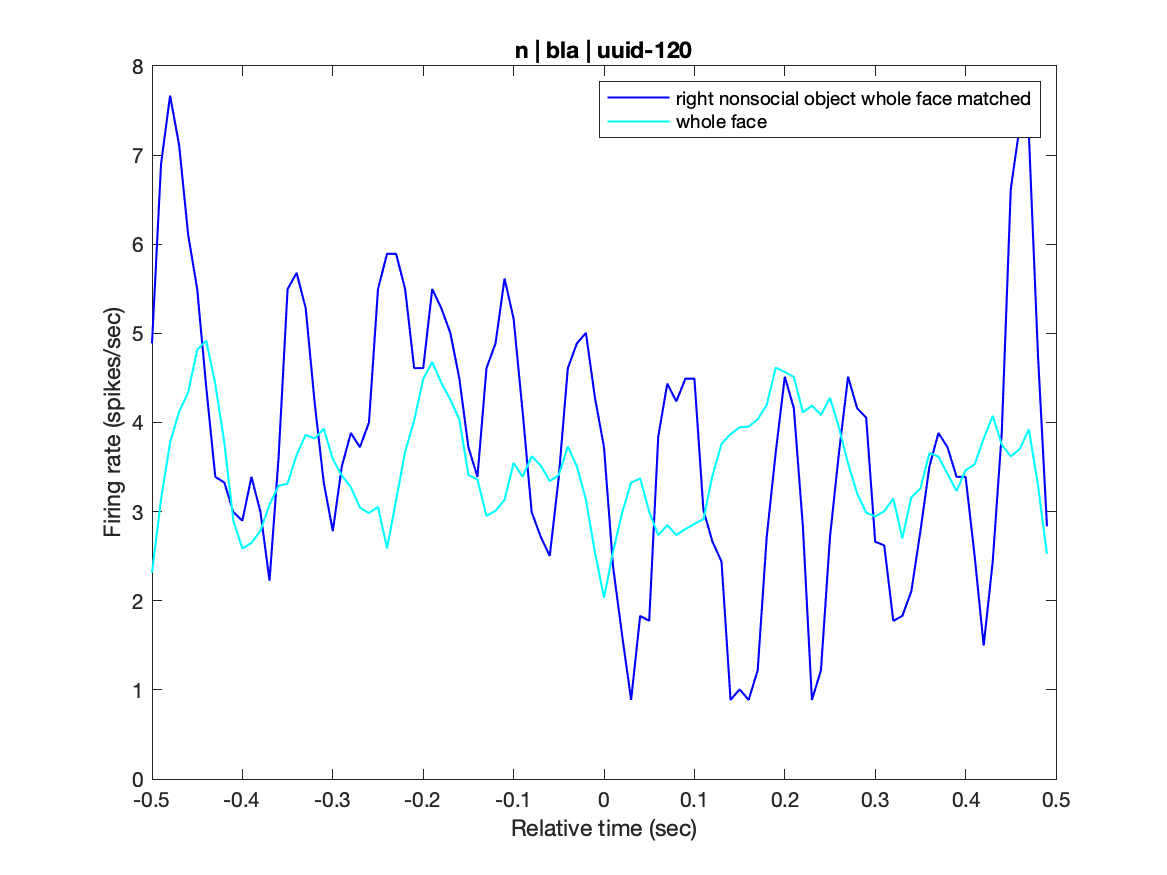 n | bla | uuid-120
right nonsocial object whole face matched
whole face
Firing rate (spikes/sec)
8
7
6
5
4
3
2
1
0
-0.5 -0.4 -0.3 -0.2 -0.1 0 0.1 0.2 0.3 0.4 0.5
Relative time (sec)